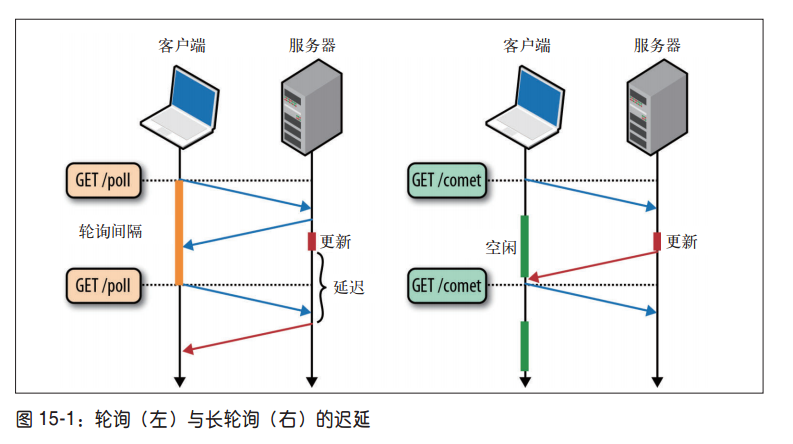 客户端
服务器
GET /poll
轮询间隔
更新
GET /poll
延迟
客户端
服务器
GET /comet
空闲
更新
GET /comet
图 15-1：轮询（左）与长轮询（右）的迟延